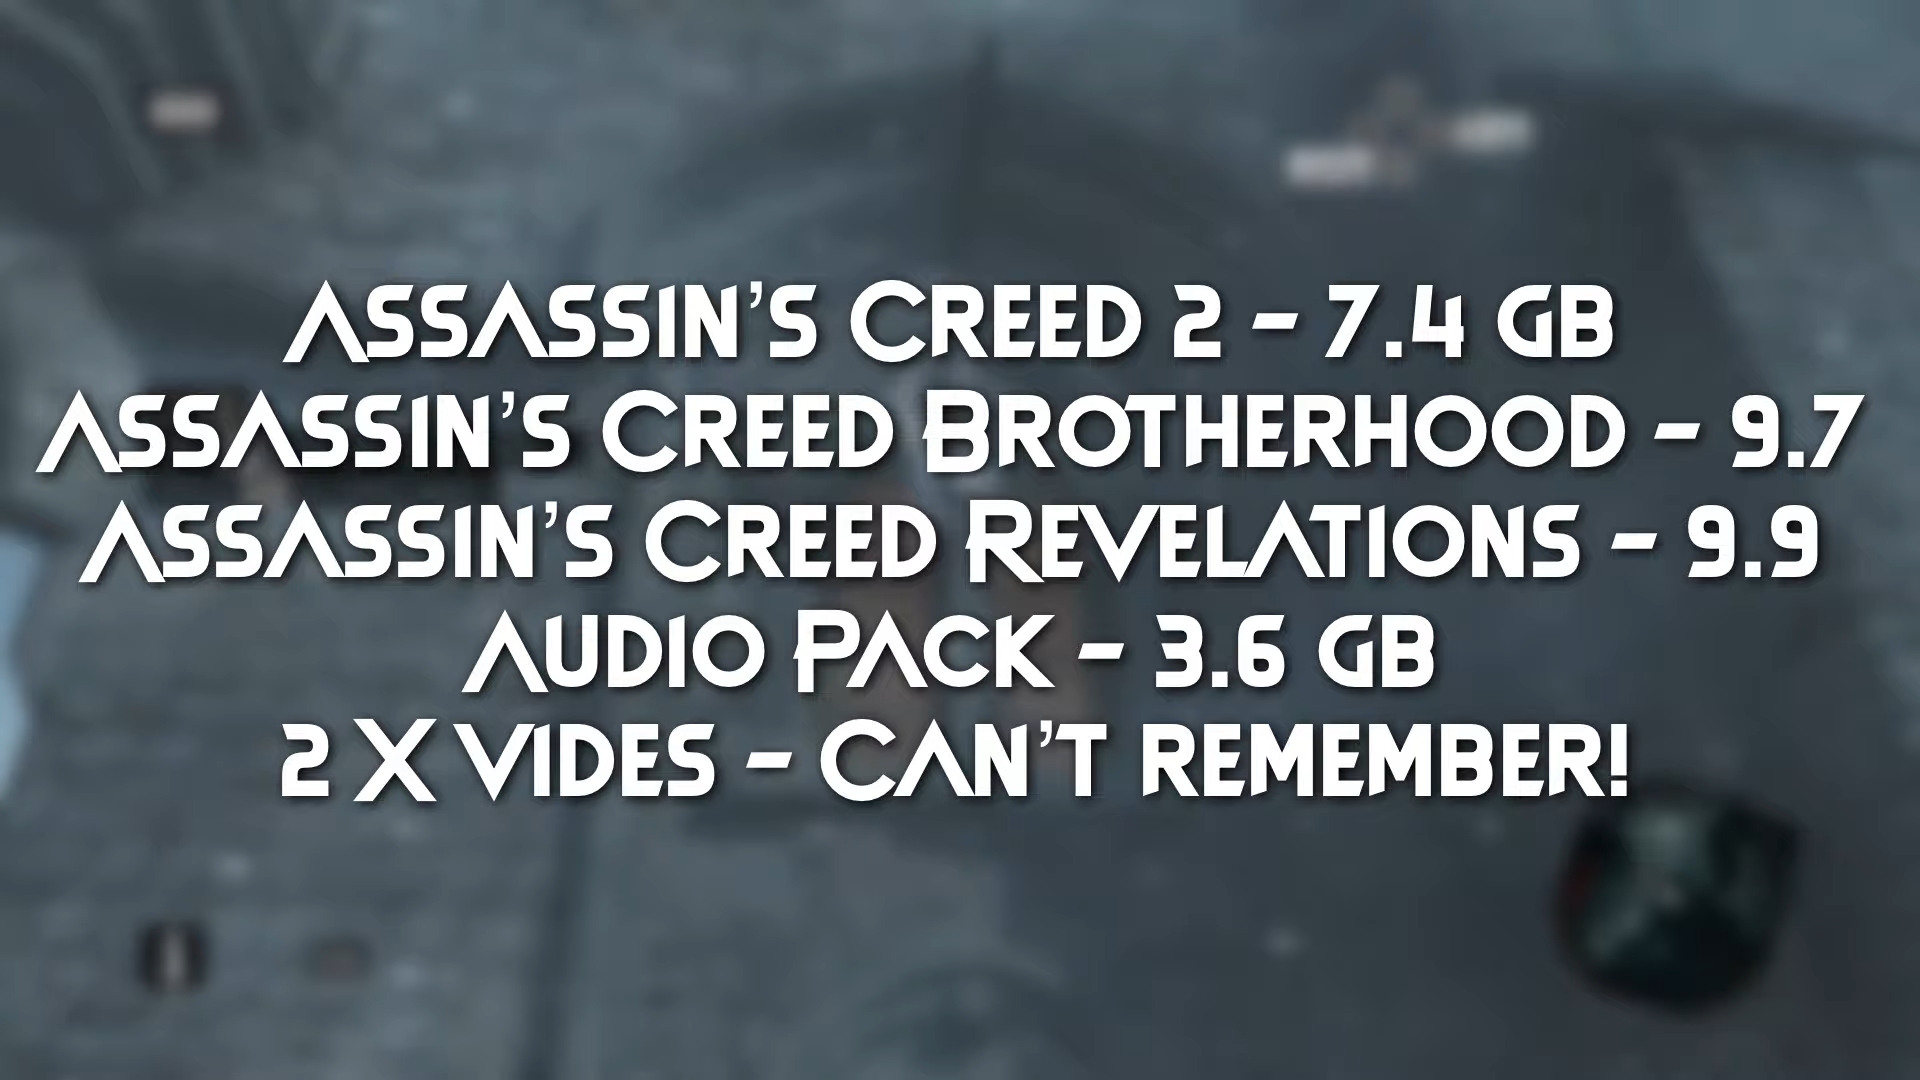 Assassin's Creed 2 - 7.4 GB
Assassin's Creed Brotherhood - 9.7
Assassin's Creed Revelations - 9.9
Audio Pack - 3.6 GB
2 X Vides - Can't remember!